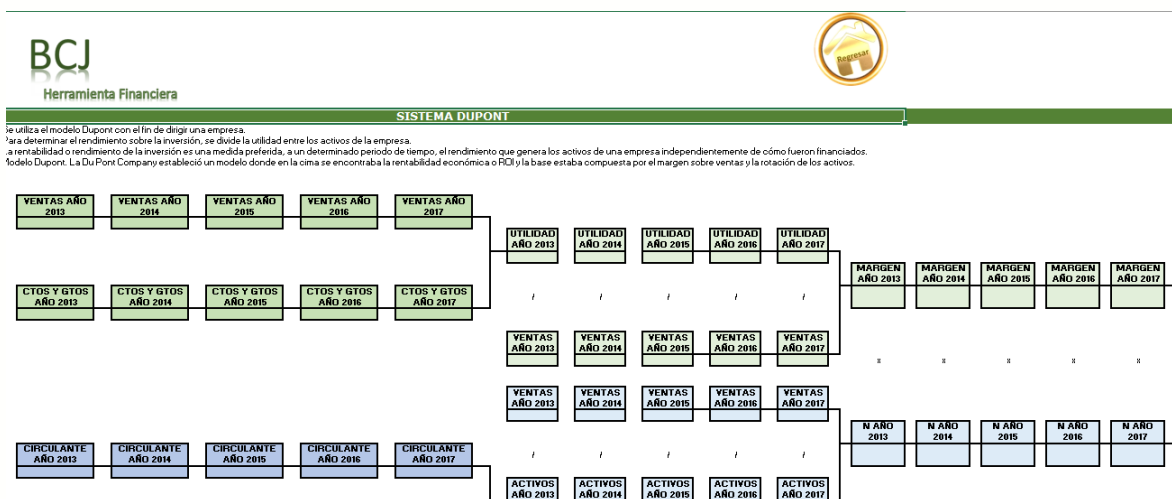 BCJ
Herramienta Financiera
Regresar
SISTEMA DUPONT
Se utiliza el modelo Dupont con el fin de dirigir una empresa.
Para determinar el rendimiento sobre la inversión, se divide la utilidad entre los activos de la empresa.
La rentabilidad o rendimiento de la inversión es una medida preferida, a un determinado periodo de tiempo, el rendimiento que genera los activos de una empresa independientemente de cómo fueron financiados.
Modelo Dupont. La Du Pont Company estableció un modelo donde en la cima se encontraba la rentabilidad económica o ROI y la base estaba compuesta por el margen sobre ventas y la rotación de los activos.
VENTAS AÑO 2013 VENTAS AÑO 2014 VENTAS AÑO 2015 VENTAS AÑO 2016 VENTAS AÑO 2017
UTILIDAD AÑO 2013 UTILIDAD AÑO 2014 UTILIDAD AÑO 2015 UTILIDAD AÑO 2016 UTILIDAD AÑO 2017
MARGEN AÑO 2013 MARGEN AÑO 2014 MARGEN AÑO 2015 MARGEN AÑO 2016 MARGEN AÑO 2017
CTOS Y GTOS AÑO 2013 CTOS Y GTOS AÑO 2014 CTOS Y GTOS AÑO 2015 CTOS Y GTOS AÑO 2016 CTOS Y GTOS AÑO 2017
/ / / / /
VENTAS AÑO 2013 VENTAS AÑO 2014 VENTAS AÑO 2015 VENTAS AÑO 2016 VENTAS AÑO 2017
x x x x x
VENTAS AÑO 2013 VENTAS AÑO 2014 VENTAS AÑO 2015 VENTAS AÑO 2016 VENTAS AÑO 2017
N AÑO 2013 N AÑO 2014 N AÑO 2015 N AÑO 2016 N AÑO 2017
CIRCULANTE AÑO 2013 CIRCULANTE AÑO 2014 CIRCULANTE AÑO 2015 CIRCULANTE AÑO 2016 CIRCULANTE AÑO 2017
/ / / / /
ACTIVOS AÑO 2013 ACTIVOS AÑO 2014 ACTIVOS AÑO 2015 ACTIVOS AÑO 2016 ACTIVOS AÑO 2017